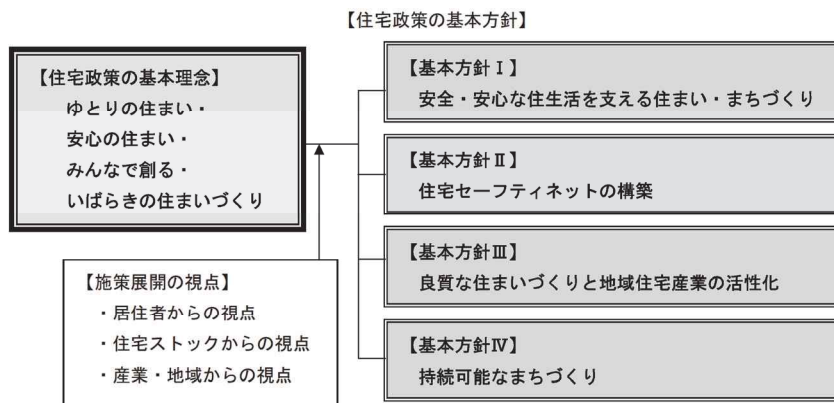 【住宅政策の基本方針】
【住宅政策の基本理念】
ゆとりの住まい・
安心の住まい・
みんなで創る・
いばらきの住まいづくり
【施策展開の視点】
・居住者からの視点
・住宅ストックからの視点
・産業・地域からの視点
【基本方針Ⅰ】
安全・安心な住生活を支える住まい・まちづくり
【基本方針Ⅱ】
住宅セーフティネットの構築
【基本方針Ⅲ】
良質な住まいづくりと地域住宅産業の活性化
【基本方針Ⅳ】
持続可能なまちづくり